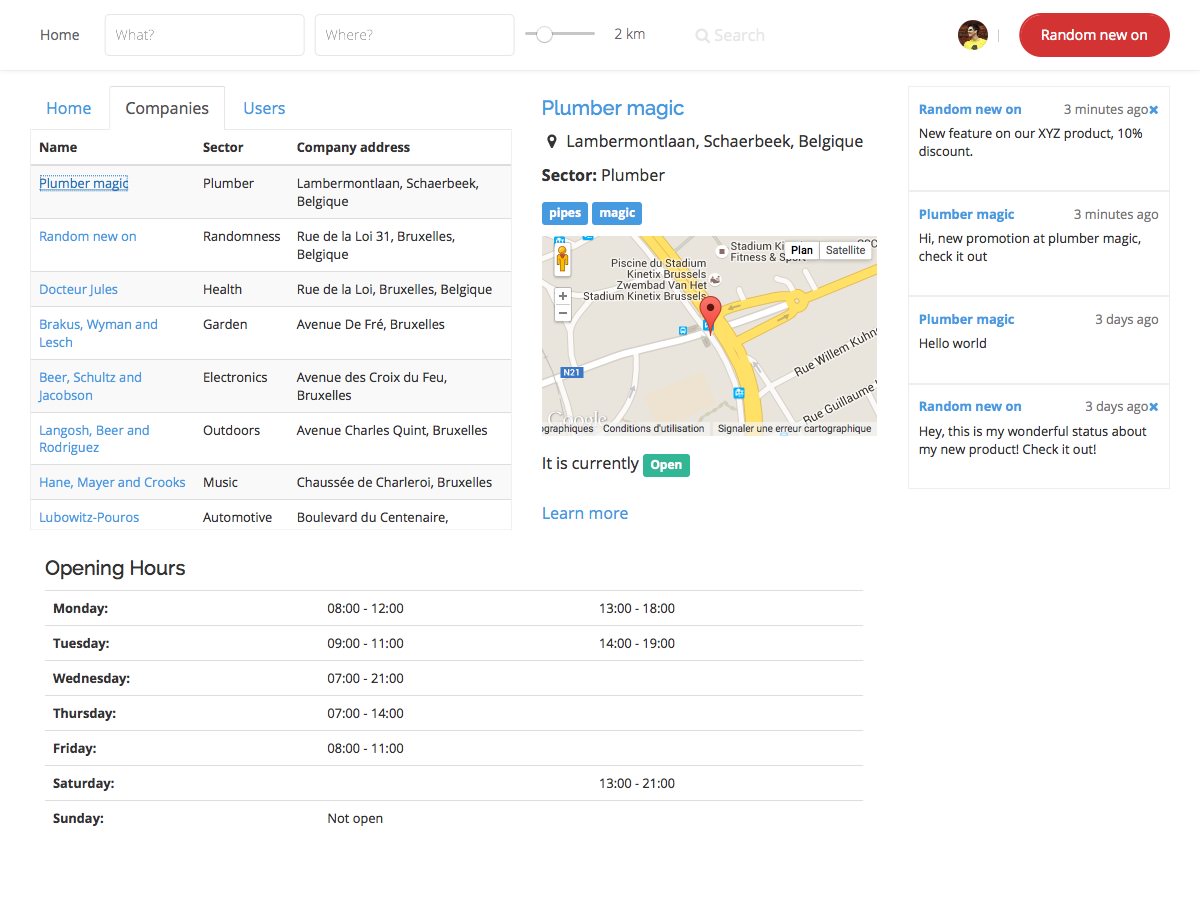 Home
What?
Where?
2 km
Search
Random new on
Home
Companies
Users
Name
Sector
Company address
Plumber magic
Plumber
Lambermontlaan, Schaerbeek,
Belgique
Random new on
Randomness
Rue de la Loi 31, Bruxelles,
Belgique
Docteur Jules
Health
Rue de la Loi, Bruxelles, Belgique
Brakus, Wyman and
Lesch
Garden
Avenue De Fré, Bruxelles
Beer, Schultz and
Jacobson
Electronics
Avenue des Croix du Feu,
Bruxelles
Langosh, Beer and
Rodriguez
Outdoors
Avenue Charles Quint, Bruxelles
Hane, Mayer and Crooks
Music
Chaussée de Charleroi, Bruxelles
Lubowitz-Pouros
Automotive
Boulevard du Centenaire,
Plumber magic
Lambermontlaan, Schaerbeek, Belgique
Sector: Plumber
pipes
magic
Stadium Ki
Fitness & Sp
Plan
Satellite
Piscine du Stadium
Kinetix Brussels
Zwembad Van Het
Stadium Kinetix Brussels
N21
Rue Willem Kuhn
Rue Guillaume
Google
ographiques
Conditions d'utilisation
Signaler une erreur cartographique
It is currently Open
Learn more
Random new on
3 minutes ago
New feature on our XYZ product, 10%
discount.
Plumber magic
3 minutes ago
Hi, new promotion at plumber magic,
check it out
Plumber magic
3 days ago
Hello world
Random new on
3 days ago
Hey, this is my wonderful status about
my new product! Check it out!
Opening Hours
Monday:
08:00 - 12:00
13:00 - 18:00
Tuesday:
09:00 - 11:00
14:00 - 19:00
Wednesday:
07:00 - 21:00
Thursday:
07:00 - 14:00
Friday:
08:00 - 11:00
Saturday:
13:00 - 21:00
Sunday:
Not open